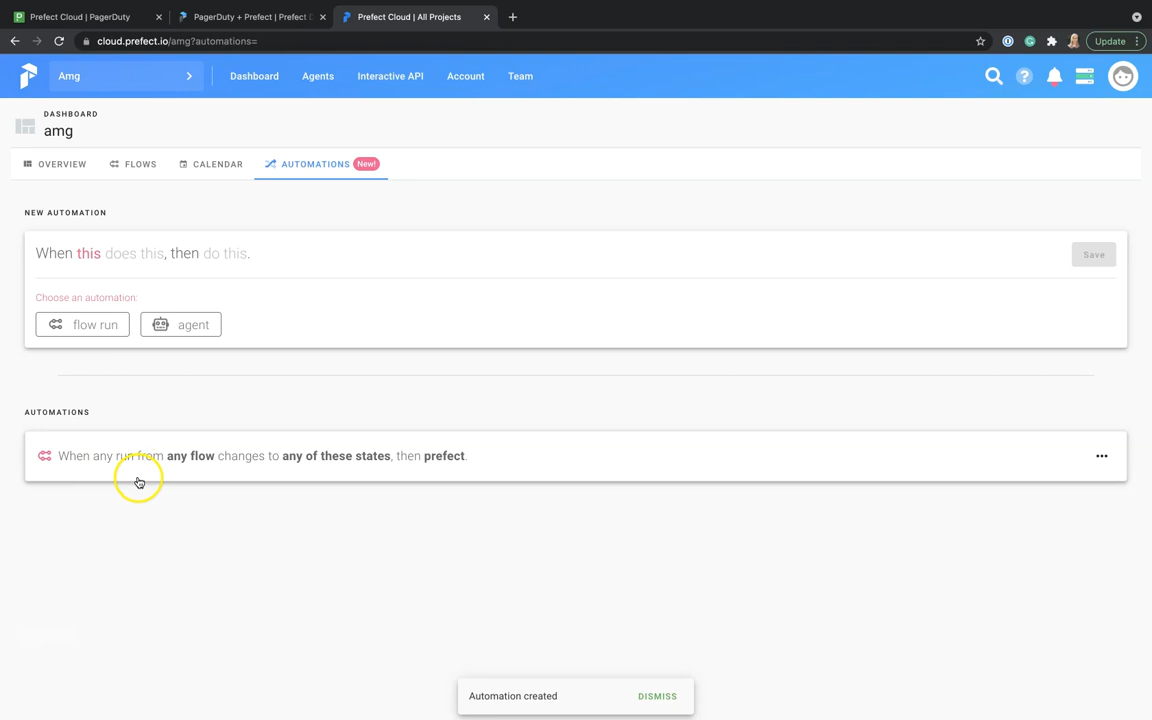 Prefect Cloud | PagerDuty
PagerDuty + Prefect | Prefect D
Prefect Cloud | All Projects
cloud.prefect.io/amg?automations=
Update
Amg
Dashboard
Agents
Interactive API
Account
Team
DASHBOARD
amg
OVERVIEW
FLOWS
CALENDAR
AUTOMATIONS New!
NEW AUTOMATION
When this does this, then do this.
Save
Choose an automation:
flow run
agent
AUTOMATIONS
When any run from any flow changes to any of these states, then prefect.
Automation created
DISMISS